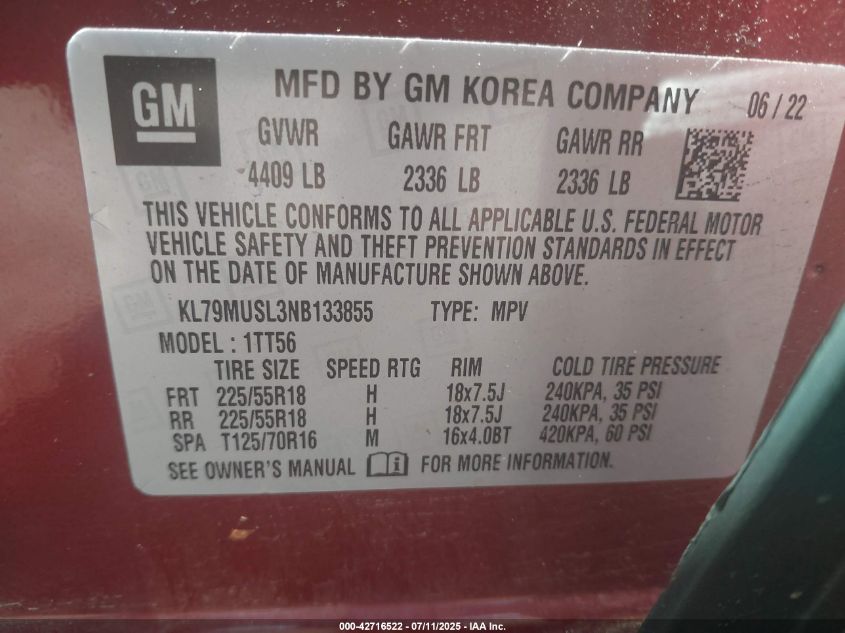 GM
MFD BY GM KOREA COMPANY 06 / 22
GVWR GAWR FRT GAWR RR
4409 LB 2336 LB 2336 LB
THIS VEHICLE CONFORMS TO ALL APPLICABLE U.S. FEDERAL MOTOR
VEHICLE SAFETY AND THEFT PREVENTION STANDARDS IN EFFECT
ON THE DATE OF MANUFACTURE SHOWN ABOVE.
KL79MUSL3NB133855 TYPE: MPV
MODEL : 1TT56
TIRE SIZE SPEED RTG RIM COLD TIRE PRESSURE
FRT 225/55R18 H 18x7.5J 240KPA, 35 PSI
RR 225/55R18 H 18x7.5J 240KPA, 35 PSI
SPA T125/70R16 M 16x4.0BT 420KPA, 60 PSI
SEE OWNER'S MANUAL i FOR MORE INFORMATION.
000-42716522 - 07/11/2025 - IAA Inc.